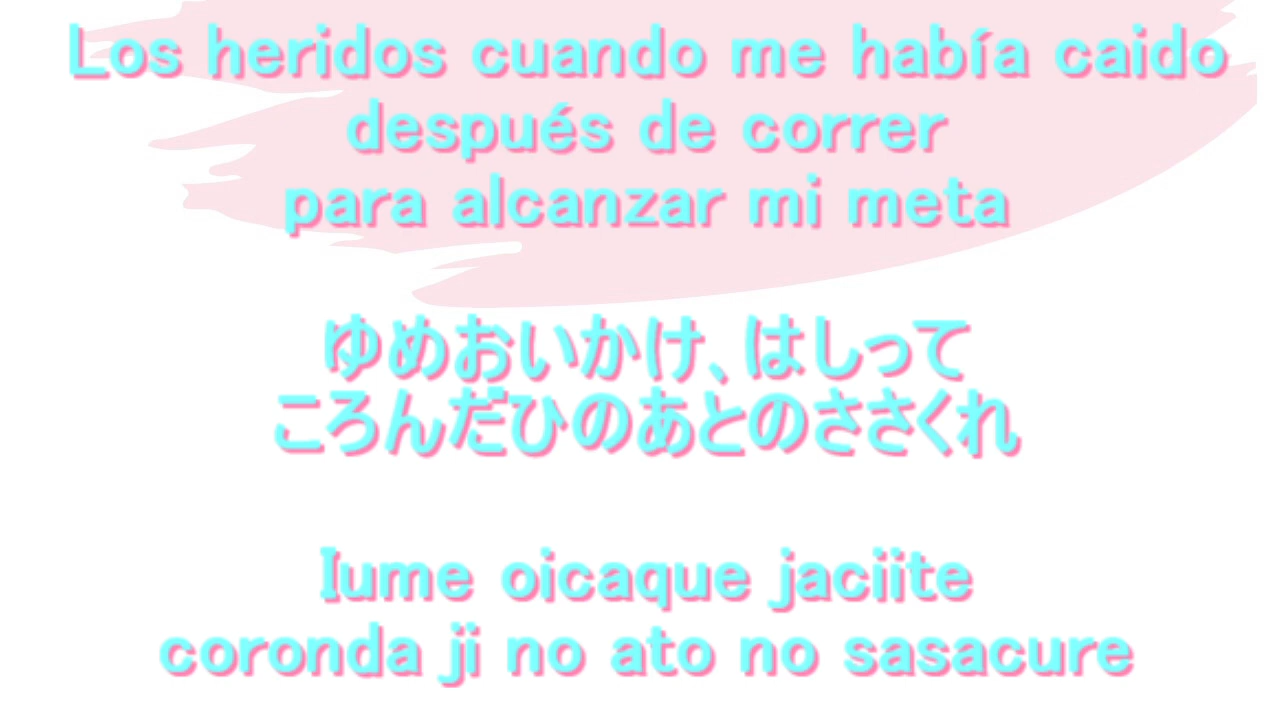 Los heridos cuando me había caido
después de correr
para alcanzar mi meta
ゆめおいかけ、はしって
ころんだひのあとのささくれ
Iume oicaque jaciite
coronda ji no ato no sasacure